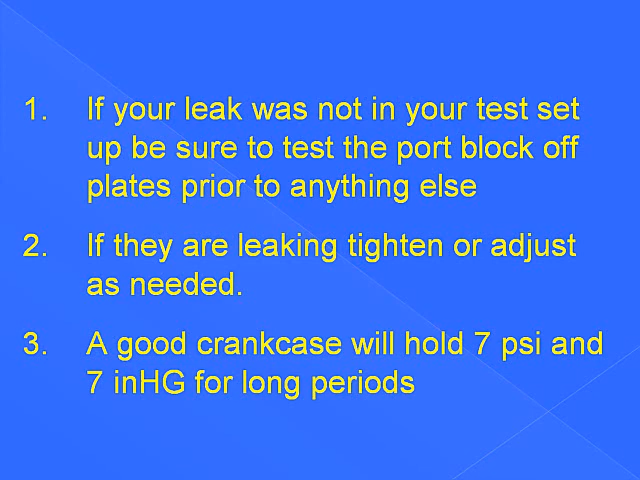 1. If your leak was not in your test set
up be sure to test the port block off
plates prior to anything else
2. If they are leaking tighten or adjust
as needed.
3. A good crankcase will hold 7 psi and
7 inHG for long periods